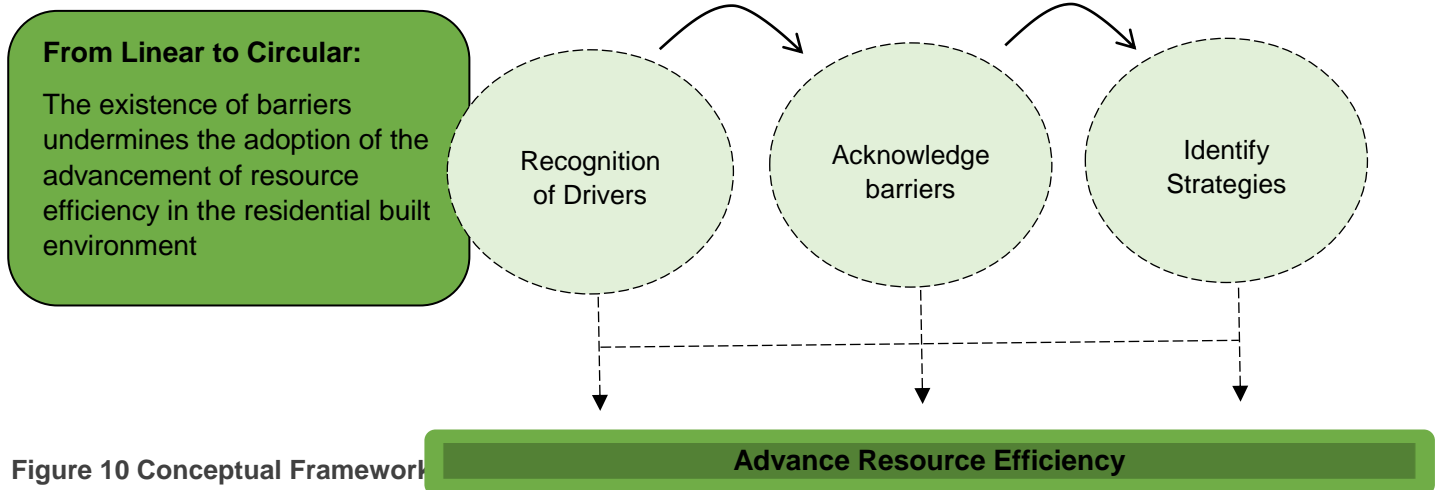 From Linear to Circular:
The existence of barriers
undermines the adoption of the
advancement of resource
efficiency in the residential built
environment
Recognition
of Drivers
Acknowledge
barriers
Identify
Strategies
Advance Resource Efficiency
Figure 10 Conceptual Framework